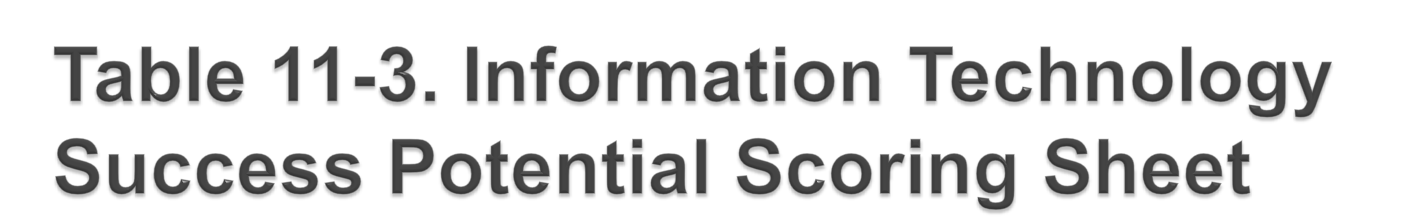 Table 11-3. Information Technology
Success Potential Scoring Sheet